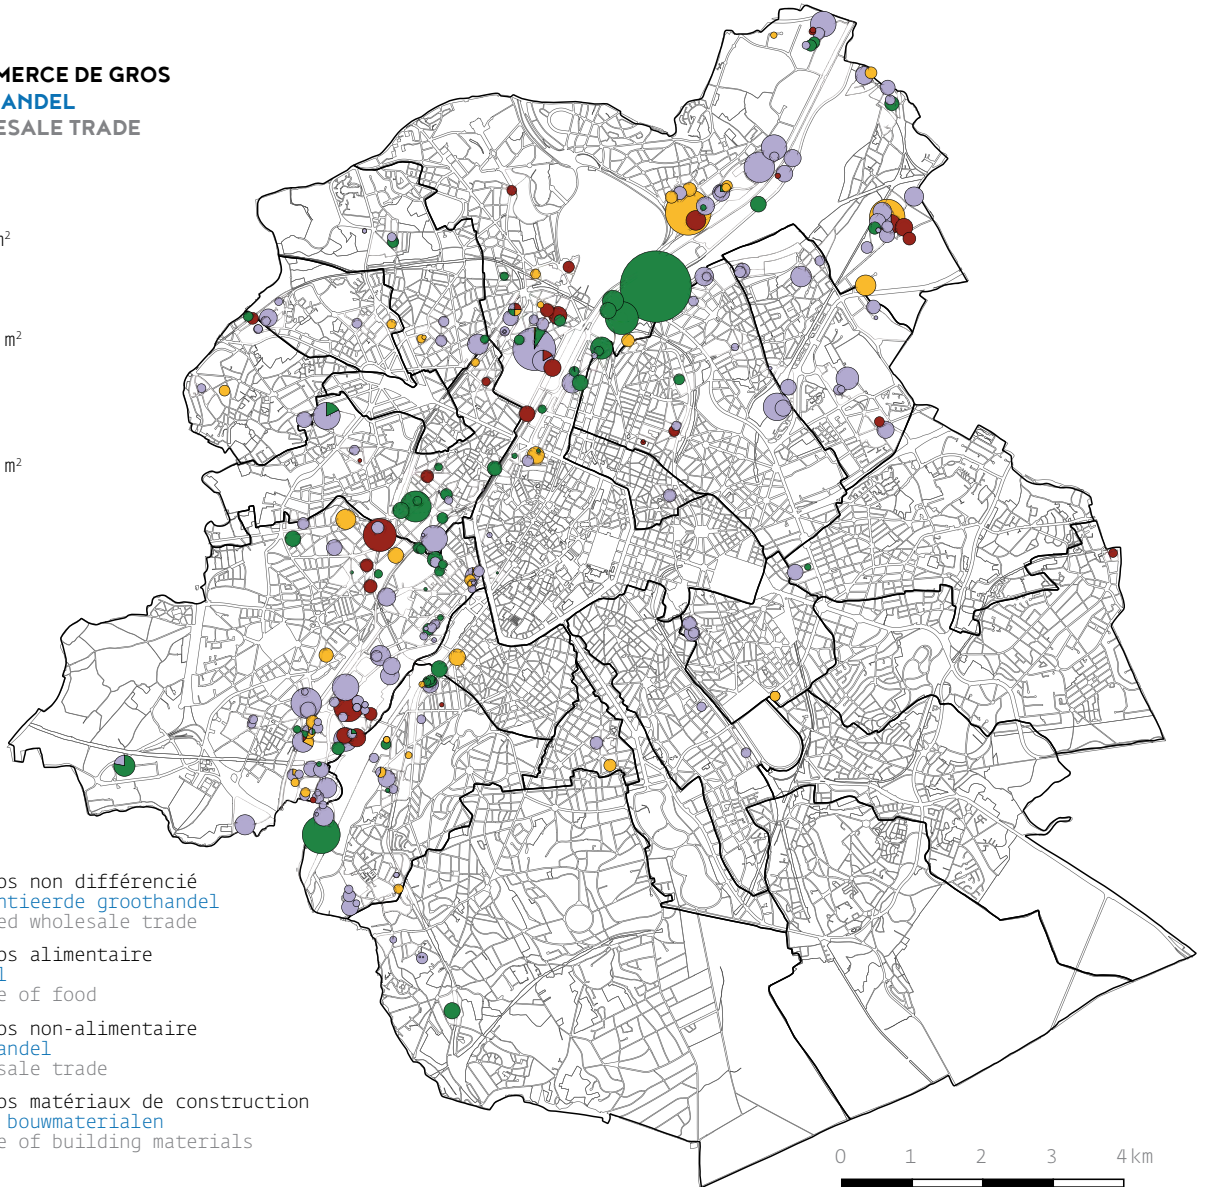 MERCE DE GROS
ANDEL
ESALE TRADE
m²
m²
m²
os non différencié
ntieerde groothandel
ed wholesale trade
os alimentaire
l
e of food
os non-alimentaire
andel
sale trade
os matériaux de construction
bouwmaterialen
e of building materials
0 1 2 3 4 km